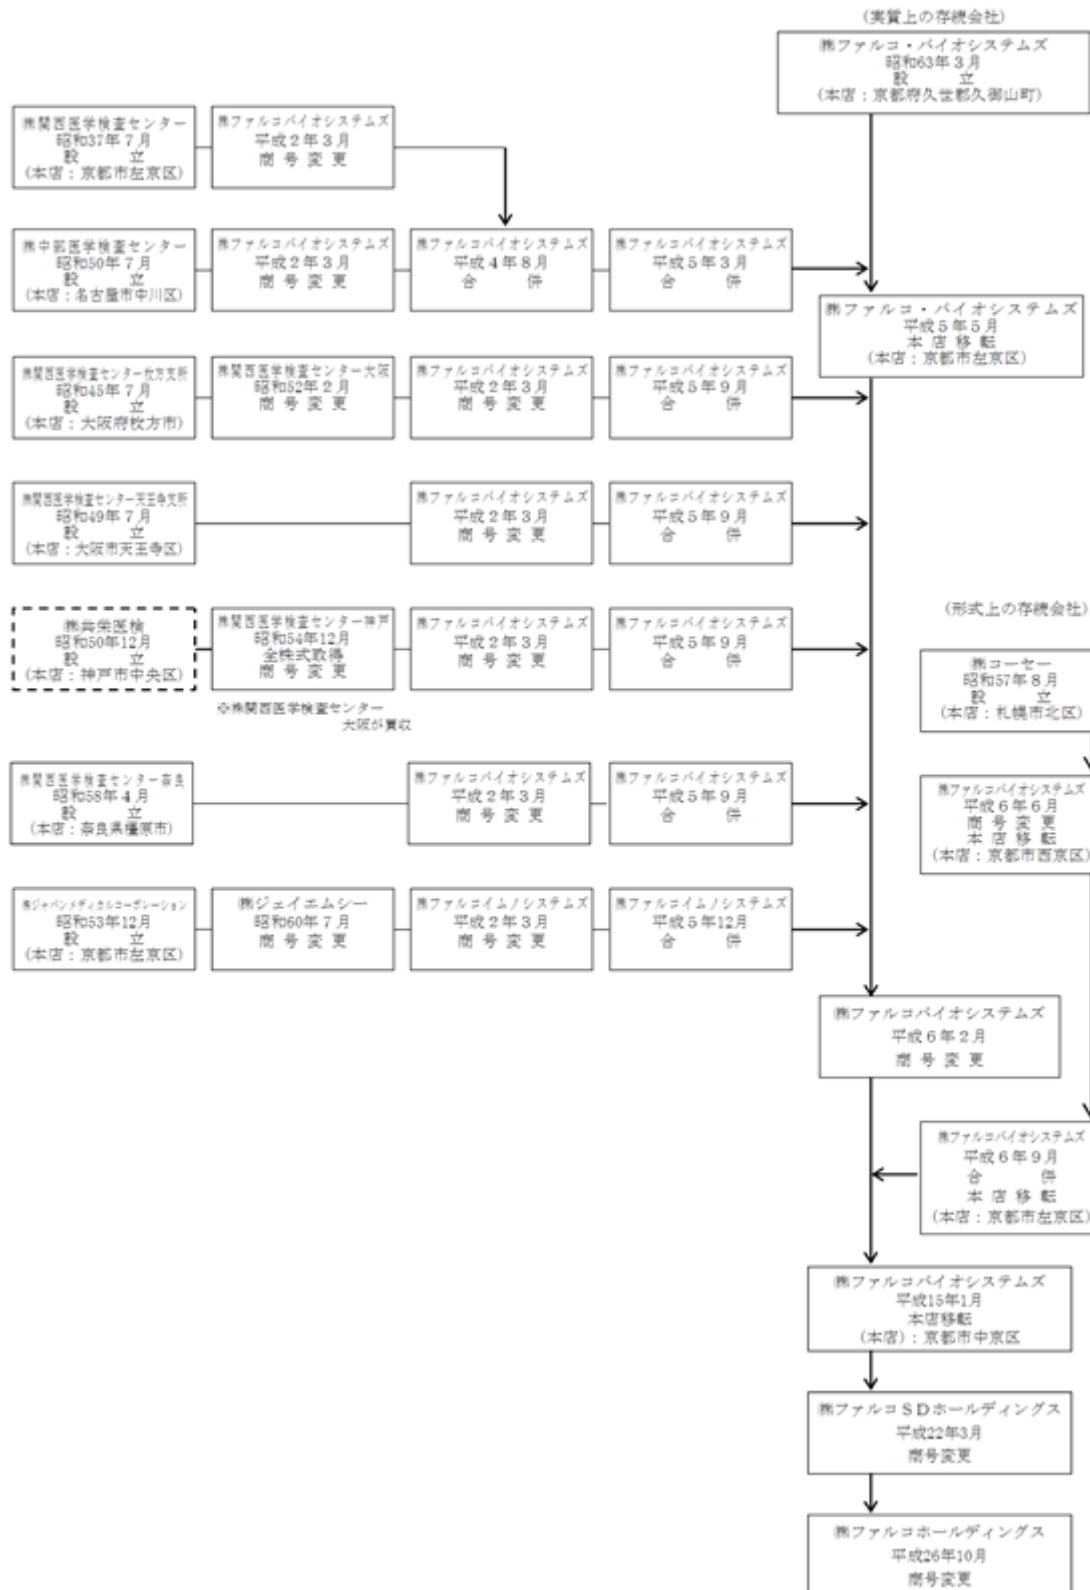 (実質上の存続会社)
㈱ファルコ・バイオシステムズ
昭和63年3月
設 立
(本店：京都府久世郡久御山町)
㈱関西医学検査センター
昭和37年7月
設 立
(本店：京都市左京区)
㈱ファルコバイオシステムズ
平成2年3月
商 号 変 更
㈱中部医学検査センター
昭和50年7月
設 立
(本店：名古屋市中川区)
㈱ファルコバイオシステムズ
平成2年3月
商 号 変 更
㈱ファルコバイオシステムズ
平成4年8月
合 併
㈱ファルコバイオシステムズ
平成5年3月
合 併
㈱ファルコ・バイオシステムズ
平成5年5月
本 店 移 転
(本店：京都市左京区)
㈱関西医学検査センター枚方支所
昭和45年7月
設 立
(本店：大阪府枚方市)
㈱関西医学検査センター大阪
昭和52年2月
商 号 変 更
㈱ファルコバイオシステムズ
平成2年3月
商 号 変 更
㈱ファルコバイオシステムズ
平成5年9月
合 併
㈱関西医学検査センター天王寺支所
昭和49年7月
設 立
(本店：大阪市天王寺区)
㈱ファルコバイオシステムズ
平成2年3月
商 号 変 更
㈱ファルコバイオシステムズ
平成5年9月
合 併
㈱共栄医検
昭和50年12月
設 立
(本店：神戸市中央区)
㈱関西医学検査センター神戸
昭和54年12月
全株式取得
商 号 変 更
※㈱関西医学検査センター
大阪が買収
㈱ファルコバイオシステムズ
平成2年3月
商 号 変 更
㈱ファルコバイオシステムズ
平成5年9月
合 併
(形式上の存続会社)
㈱コーセー
昭和57年8月
設 立
(本店：札幌市北区)
㈱関西医学検査センター奈良
昭和58年4月
設 立
(本店：奈良県橿原市)
㈱ファルコバイオシステムズ
平成2年3月
商 号 変 更
㈱ファルコバイオシステムズ
平成5年9月
合 併
㈱ファルコバイオシステムズ
平成6年6月
商 号 変 更
本 店 移 転
(本店：京都市西京区)
㈱ジャパンメディカルコーポレーション
昭和53年12月
設 立
(本店：京都市左京区)
㈱ジェイエムシー
昭和60年7月
商 号 変 更
㈱ファルコイムノシステムズ
平成2年3月
商 号 変 更
㈱ファルコイムノシステムズ
平成5年12月
合 併
㈱ファルコバイオシステムズ
平成6年2月
商 号 変 更
㈱ファルコバイオシステムズ
平成6年9月
合 併
本 店 移 転
(本店：京都市左京区)
㈱ファルコバイオシステムズ
平成15年1月
本店移転
(本店)：京都市中京区
㈱ファルコＳＤホールディングス
平成22年3月
商号変更
㈱ファルコホールディングス
平成26年10月
商号変更